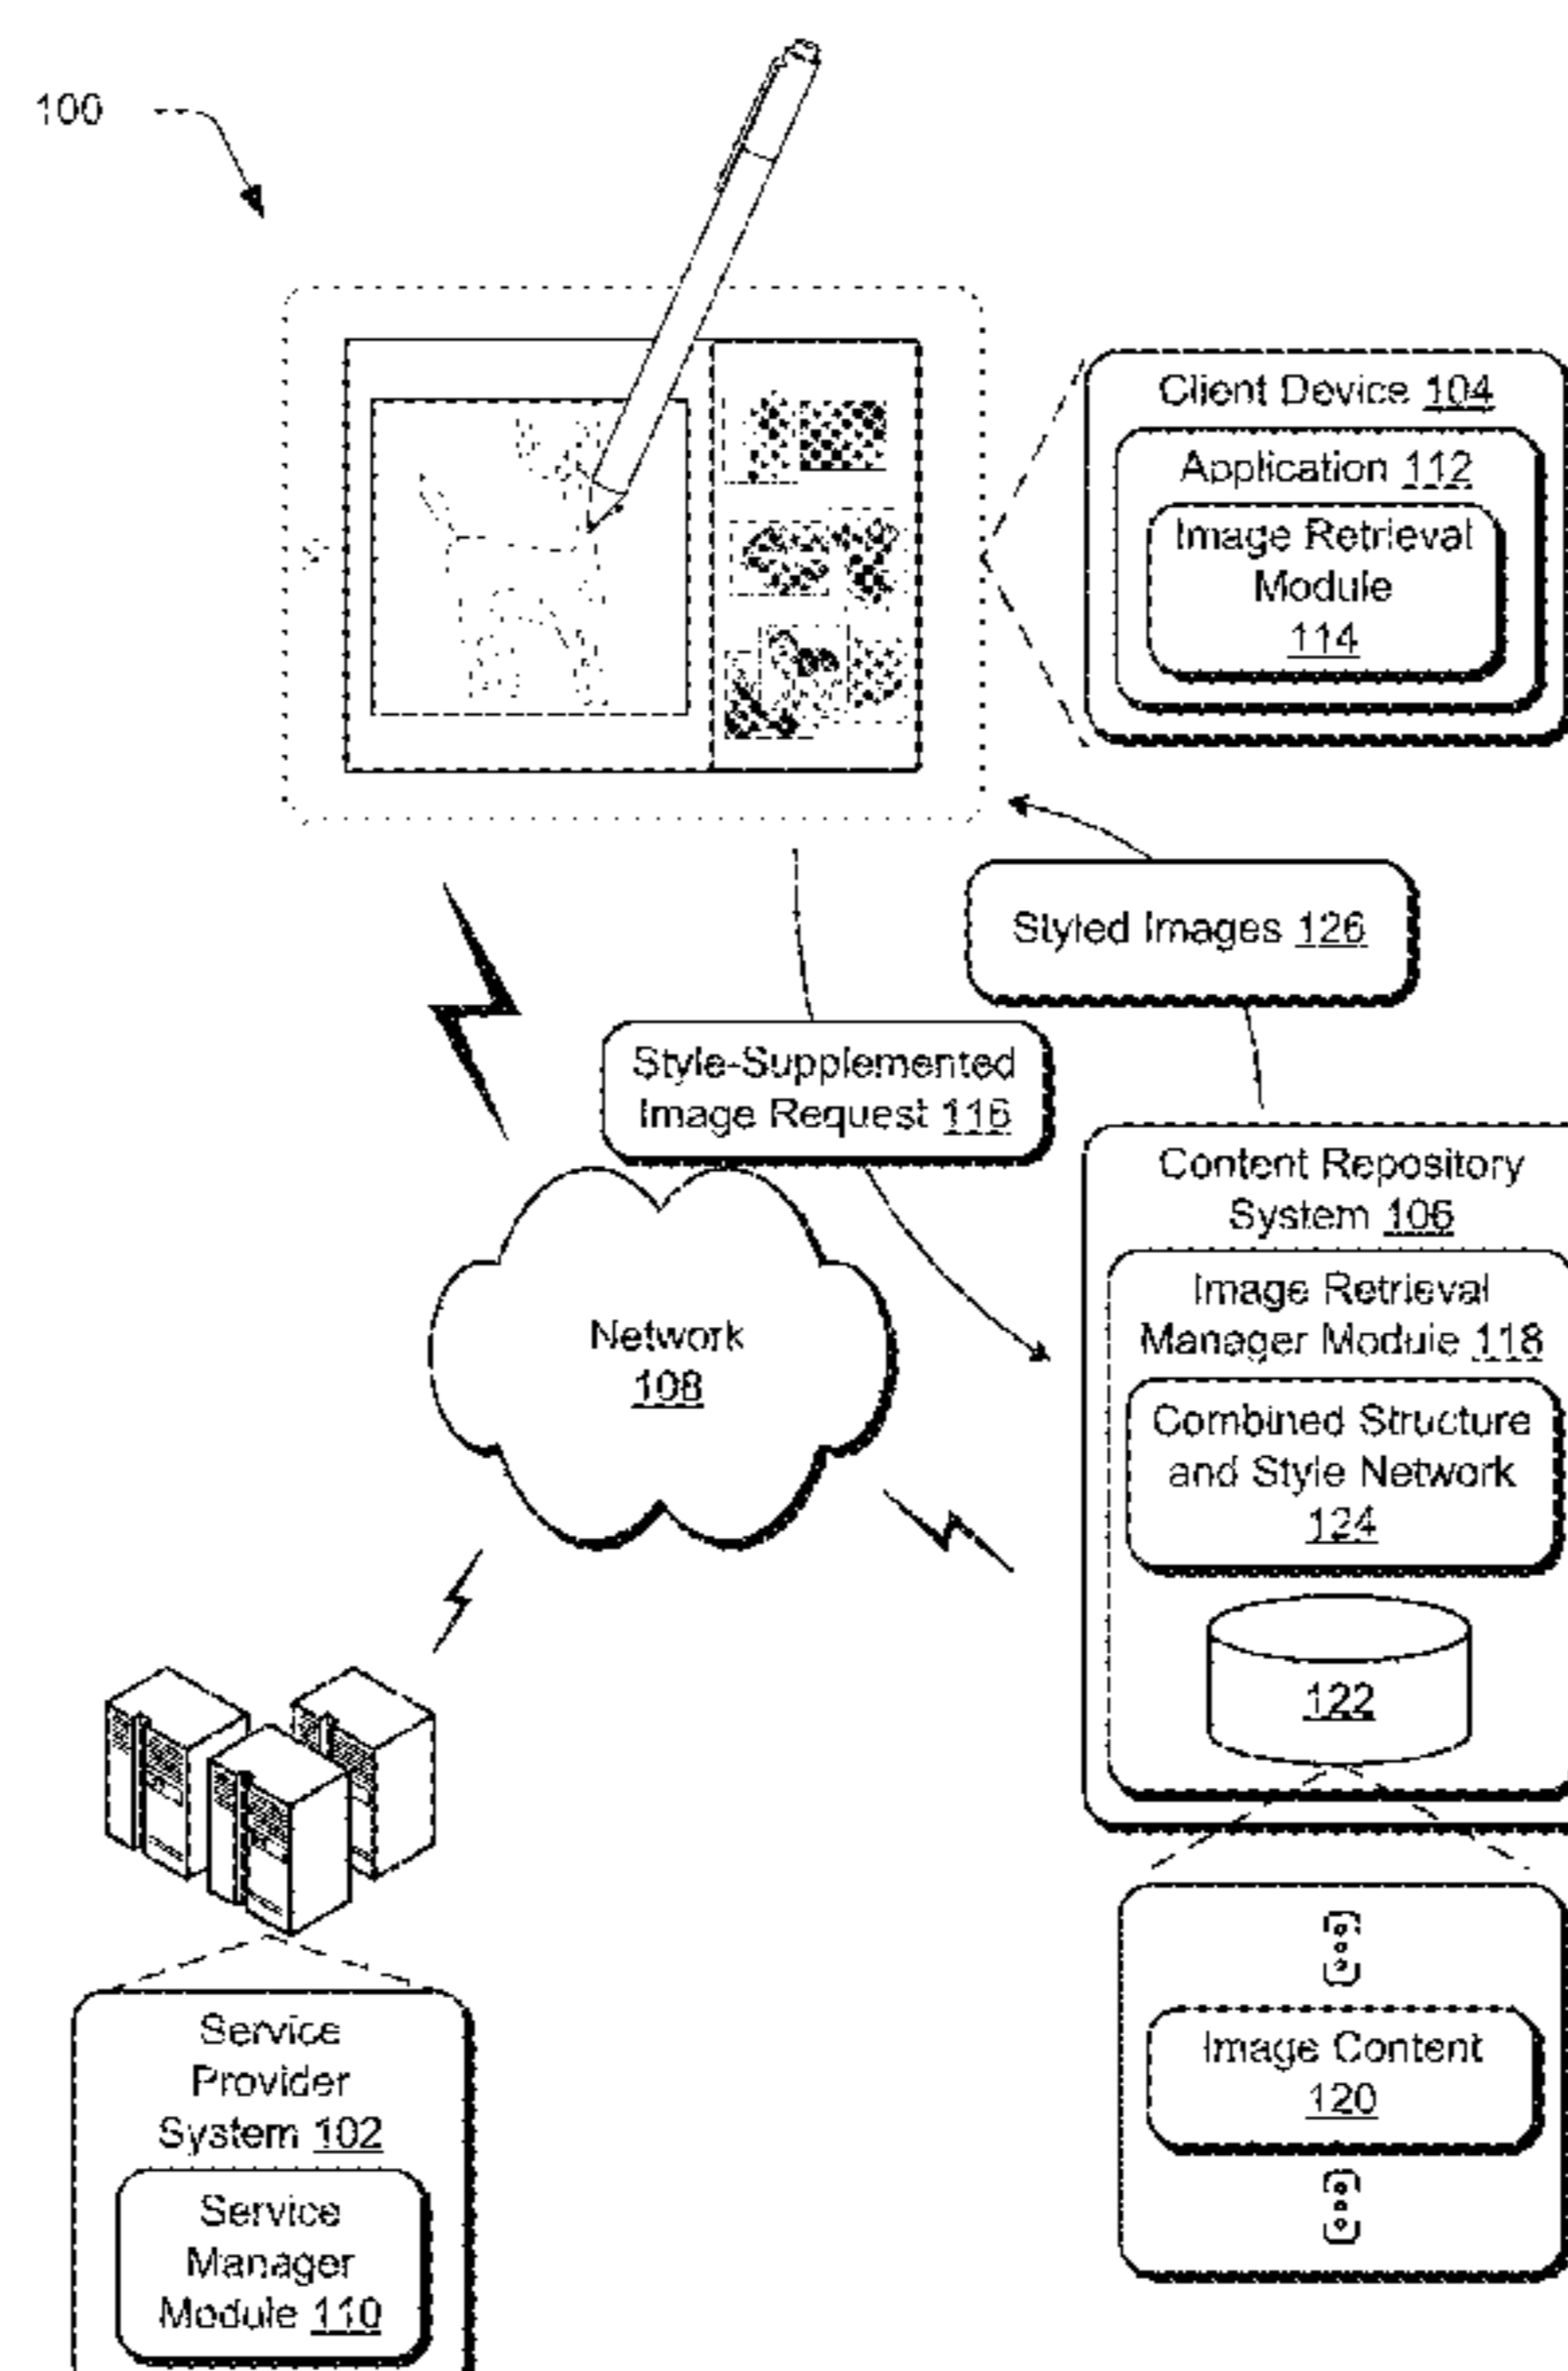 100
Client Device 104
Application 112
Image Retrieval
Module
114
Styled Images 126
Style-Supplemented
Image Request 116
Content Repository
System 106
Image Retrieval
Manager Module 118
Combined Structure
and Style Network
124
122
Network
108
Image Content
120
Service
Provider
System 102
Service
Manager
Module 110